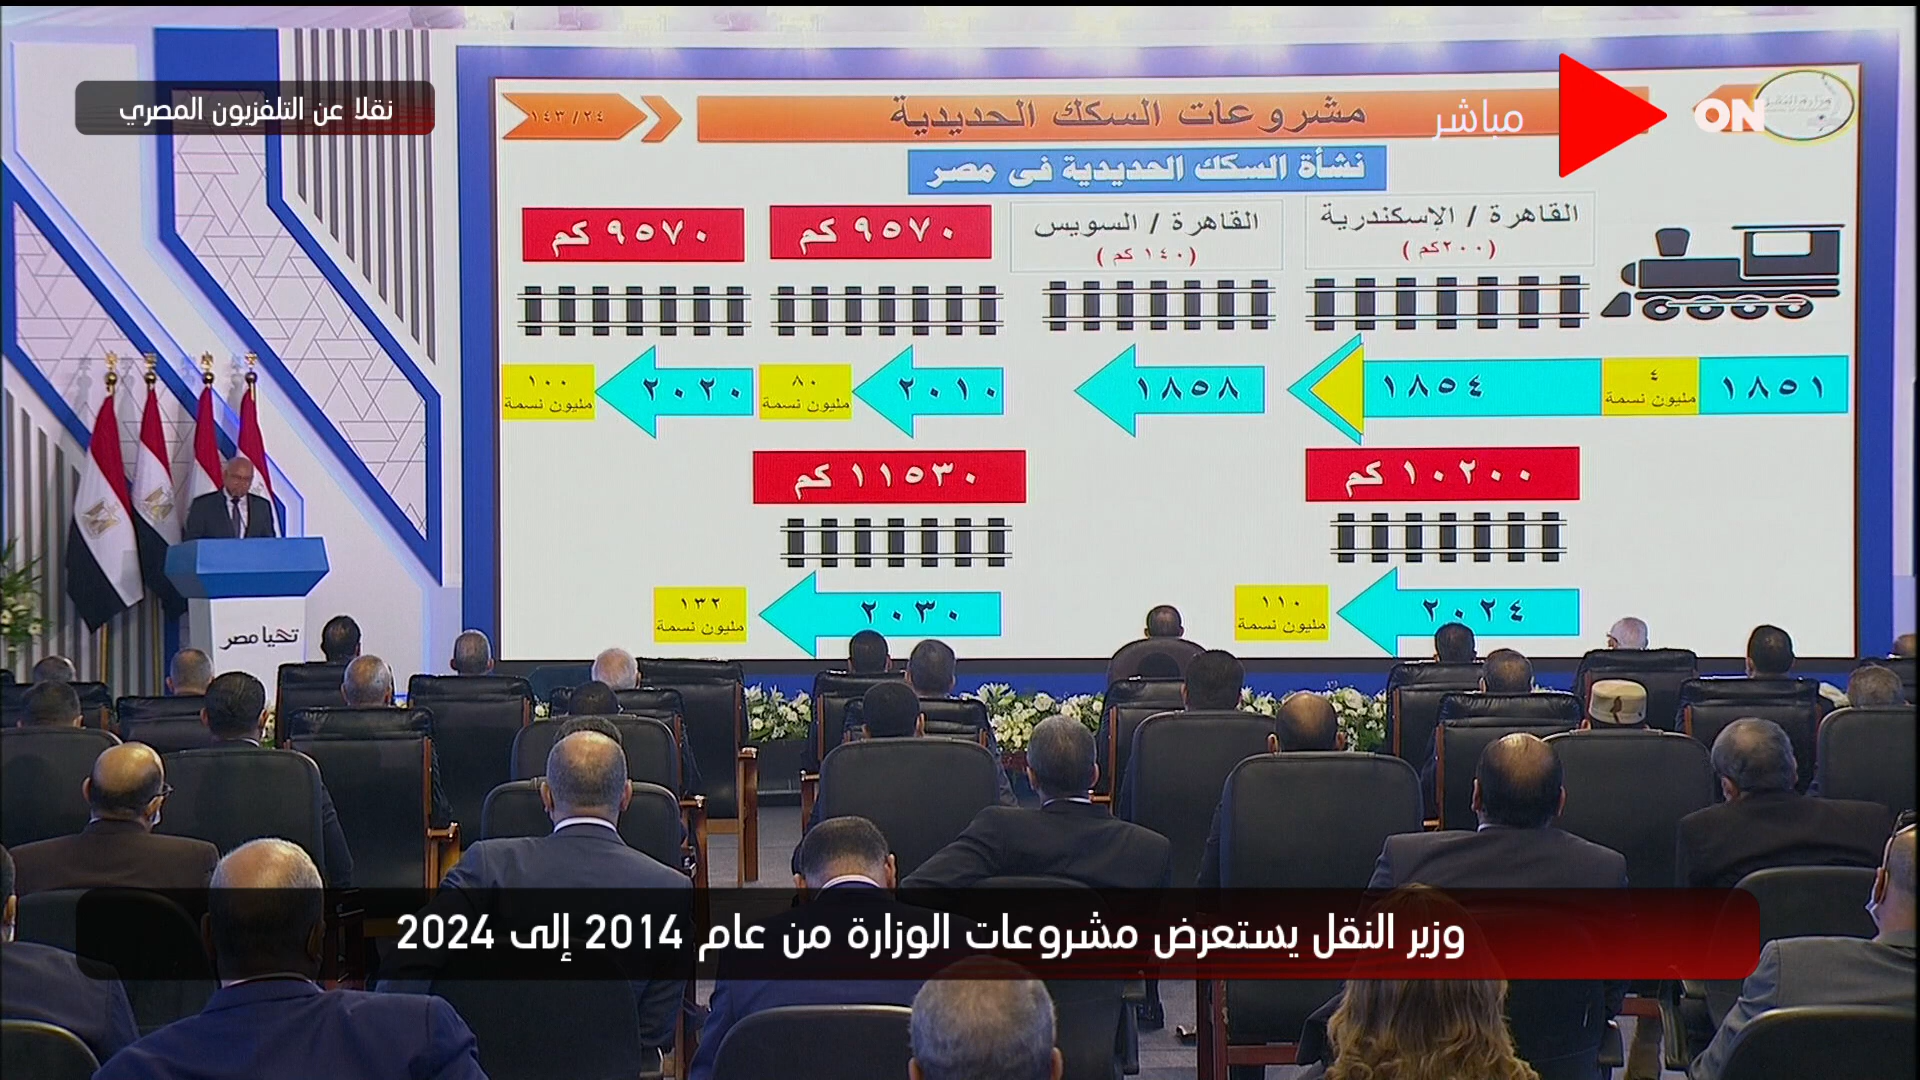 نقلا عن التلفزيون المصري
مباشر
ON
مشروعات السكك الحديدية
١٤٣/٢٤
نشأة السكك الحديدية فى مصر
القاهرة / الإسكندرية
(٢٠٠كم)
القاهرة / السويس
(١٤٠ كم)
٩٥٧٠ كم
٩٥٧٠ كم
١٨٥١
٤
مليون نسمة
١٨٥٤
١٨٥٨
٢٠١٠
٨٠
مليون نسمة
٢٠٢٠
١٠٠
مليون نسمة
١٠٢٠٠ كم
١١٥٣٠ كم
٢٠٢٤
١١٠
مليون نسمة
٢٠٣٠
١٣٢
مليون نسمة
تحيا مصر
وزير النقل يستعرض مشروعات الوزارة من عام 2014 إلى 2024